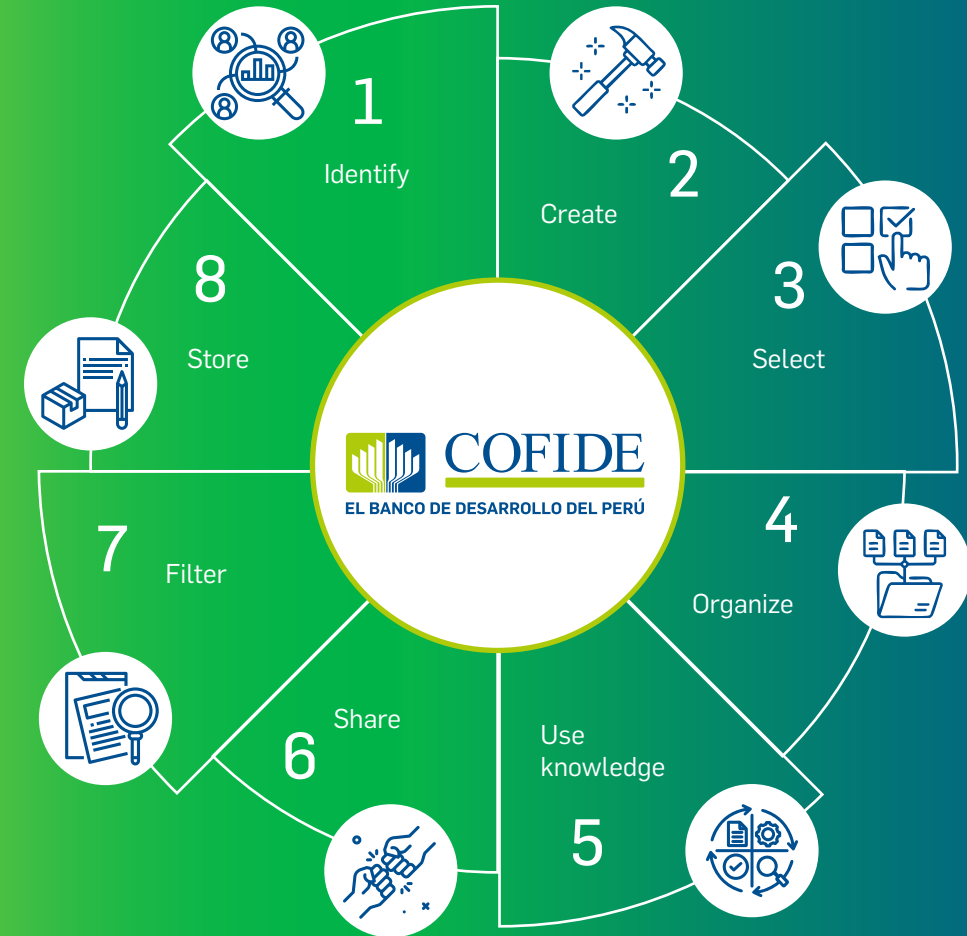 1
Identify
2
Create
3
Select
4
Organize
Use
knowledge
5
Share
6
7
Filter
8
Store
COFIDE
EL BANCO DE DESARROLLO DEL PERÚ